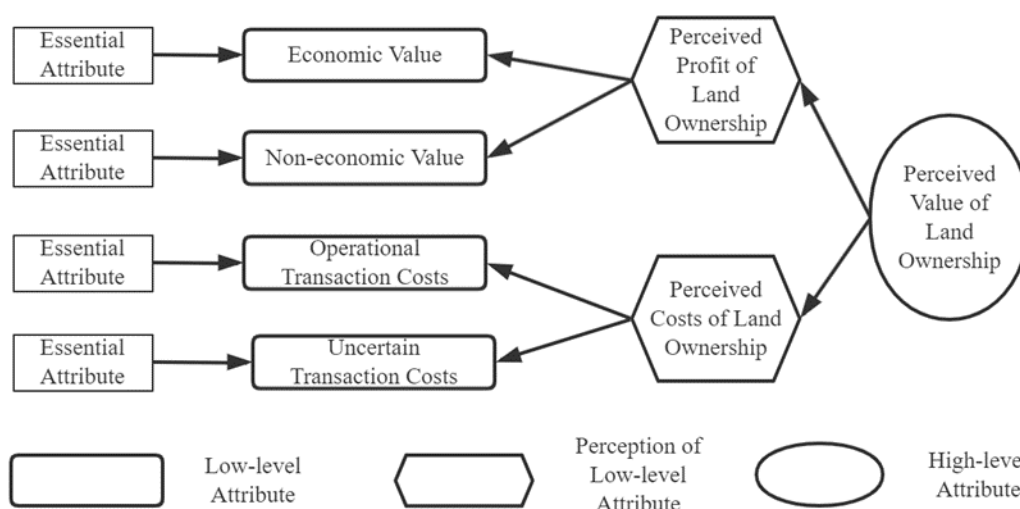 Essential
Attribute
Economic Value
Perceived
Profit of
Land
Ownership
Essential
Attribute
Non-economic Value
Perceived
Value of
Land
Ownership
Essential
Attribute
Operational
Transaction Costs
Perceived
Costs of Land
Ownership
Essential
Attribute
Uncertain
Transaction Costs
Low-level
Attribute
Perception of
Low-level
Attribute
High-level
Attribute